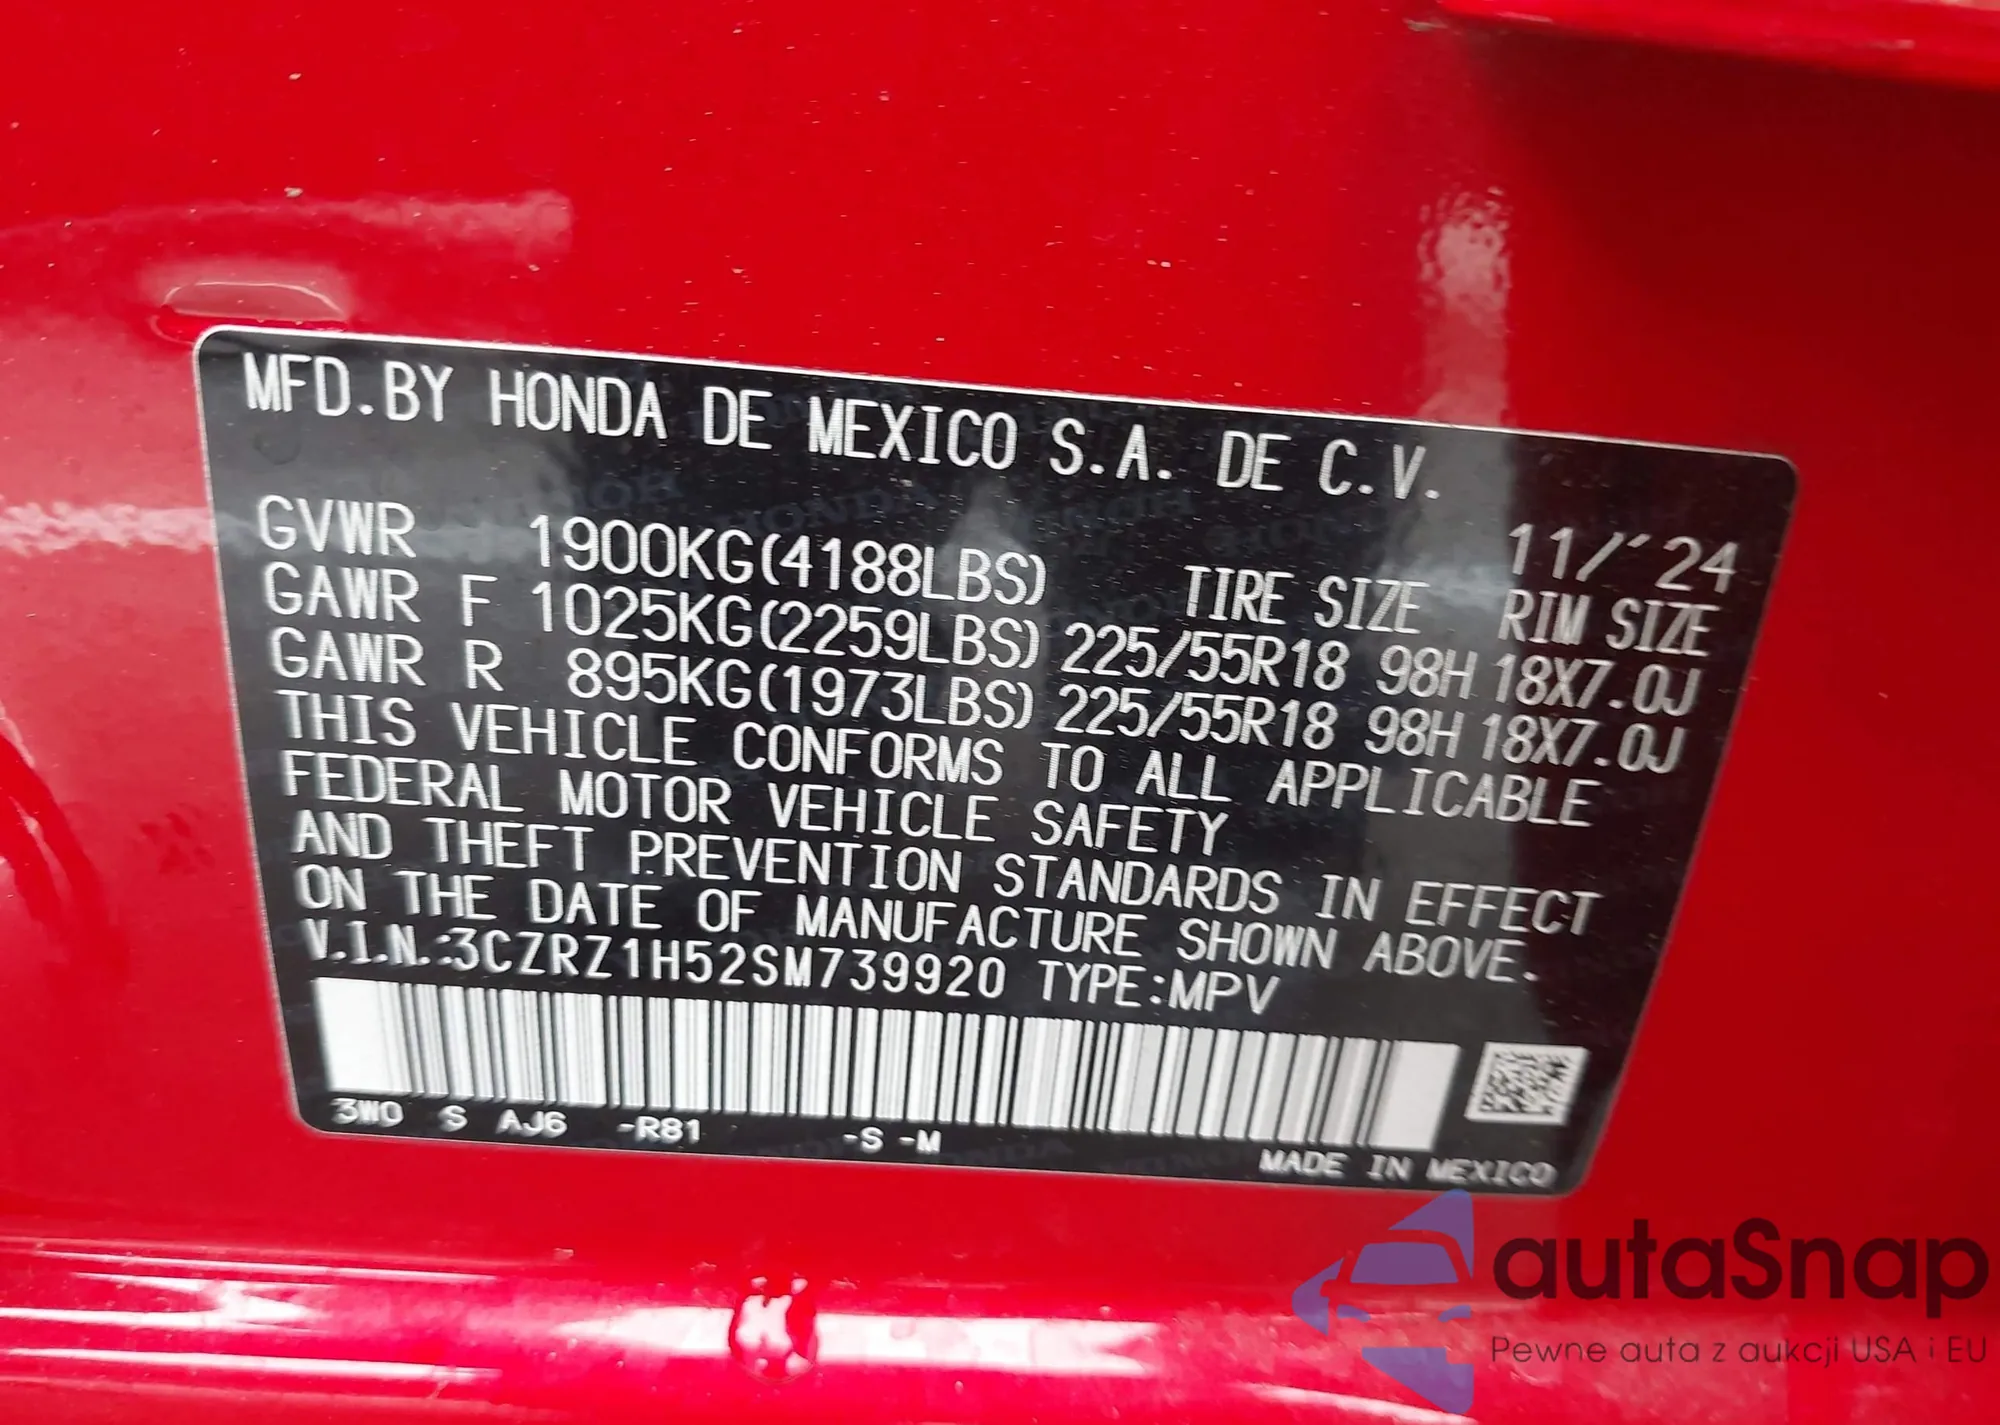 MFD.BY HONDA DE MEXICO S.A. DE C.V.
11/'24
GVWR 1900KG(4188LBS) TIRE SIZE RIM SIZE
GAWR F 1025KG(2259LBS) 225/55R18 98H 18X7.0J
GAWR R 895KG(1973LBS) 225/55R18 98H 18X7.0J
THIS VEHICLE CONFORMS TO ALL APPLICABLE
FEDERAL MOTOR VEHICLE SAFETY
AND THEFT PREVENTION STANDARDS IN EFFECT
ON THE DATE OF MANUFACTURE SHOWN ABOVE.
V.I.N.:3CZRZ1H52SM739920 TYPE:MPV
3W0 S AJ6 -R81 -S -M
MADE IN MEXICO
autaSnap
Pewne auta z aukcji USA i EU